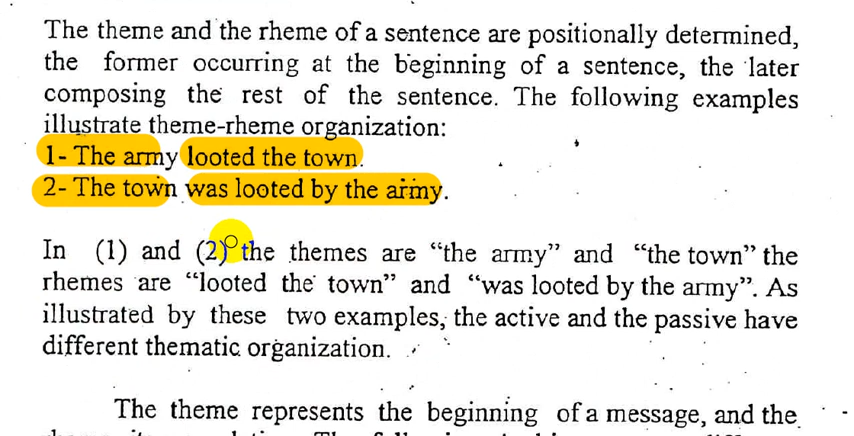 The theme and the rheme of a sentence are positionally determined,
the former occurring at the beginning of a sentence, the later
composing the rest of the sentence. The following examples
illustrate theme-rheme organization:
1- The army looted the town.
2- The town was looted by the army.
In (1) and (2) the themes are “the army” and “the town” the
rhemes are “looted the town” and “was looted by the army”. As
illustrated by these two examples, the active and the passive have
different thematic organization.
The theme represents the beginning of a message, and the